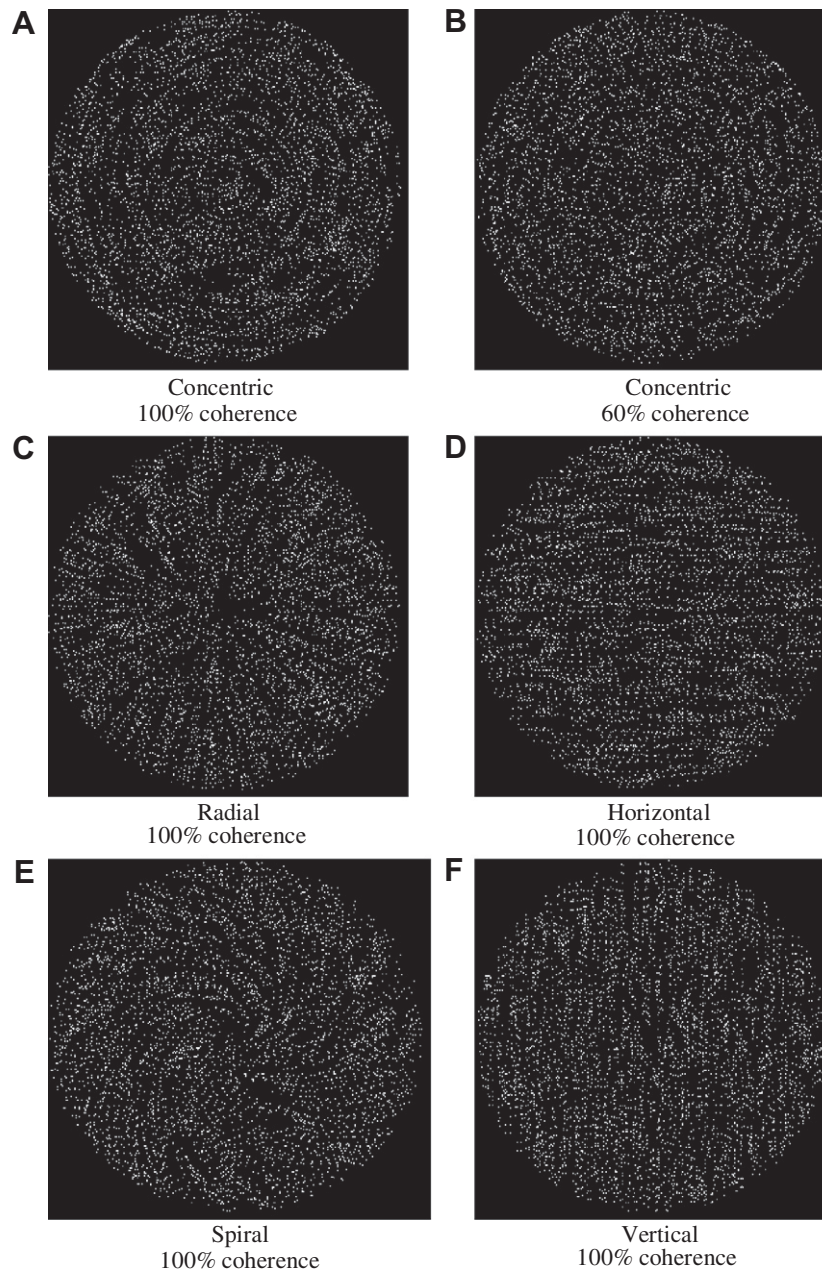 A
B
Concentric
100% coherence
Concentric
60% coherence
C
D
Radial
100% coherence
Horizontal
100% coherence
E
F
Spiral
100% coherence
Vertical
100% coherence